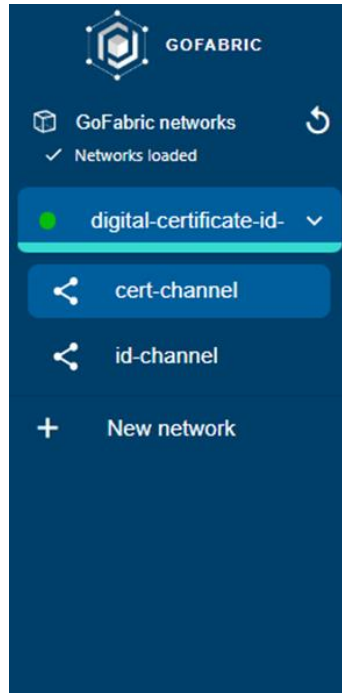 GOFABRIC
GoFabric networks
Networks loaded
digital-certificate-id-
cert-channel
id-channel
New network